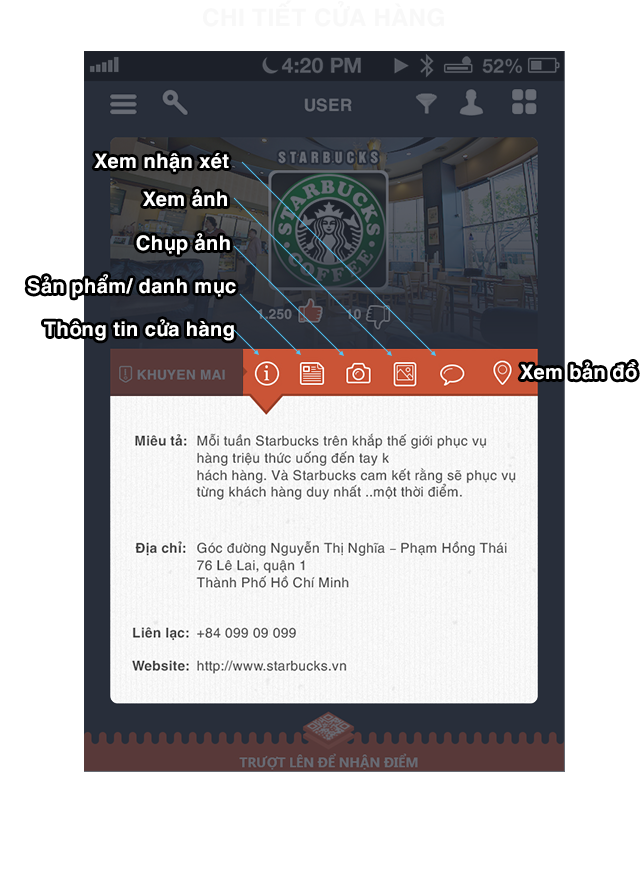 CHI TIẾT CỬA HÀNG
4:20 PM 52%
USER
STARBUCKS
Xem nhận xét
STARBUCKS
COFFEE
Xem ảnh
Chụp ảnh
Sản phẩm/ danh mục
1,250 10
Thông tin cửa hàng
KHUYEN MAI
Xem bản đồ
Miêu tả: Mỗi tuần Starbucks trên khắp thế giới phục vụ
hàng triệu thức uống đến tay k
hách hàng. Và Starbucks cam kết rằng sẽ phục vụ
từng khách hàng duy nhất ..một thời điểm.
Địa chỉ: Góc đường Nguyễn Thị Nghĩa – Phạm Hồng Thái
76 Lê Lai, quận 1
Thành Phố Hồ Chí Minh
Liên lạc: +84 099 09 099
Website: http://www.starbucks.vn
TRƯỢT LÊN ĐỂ NHẬN ĐIỂM